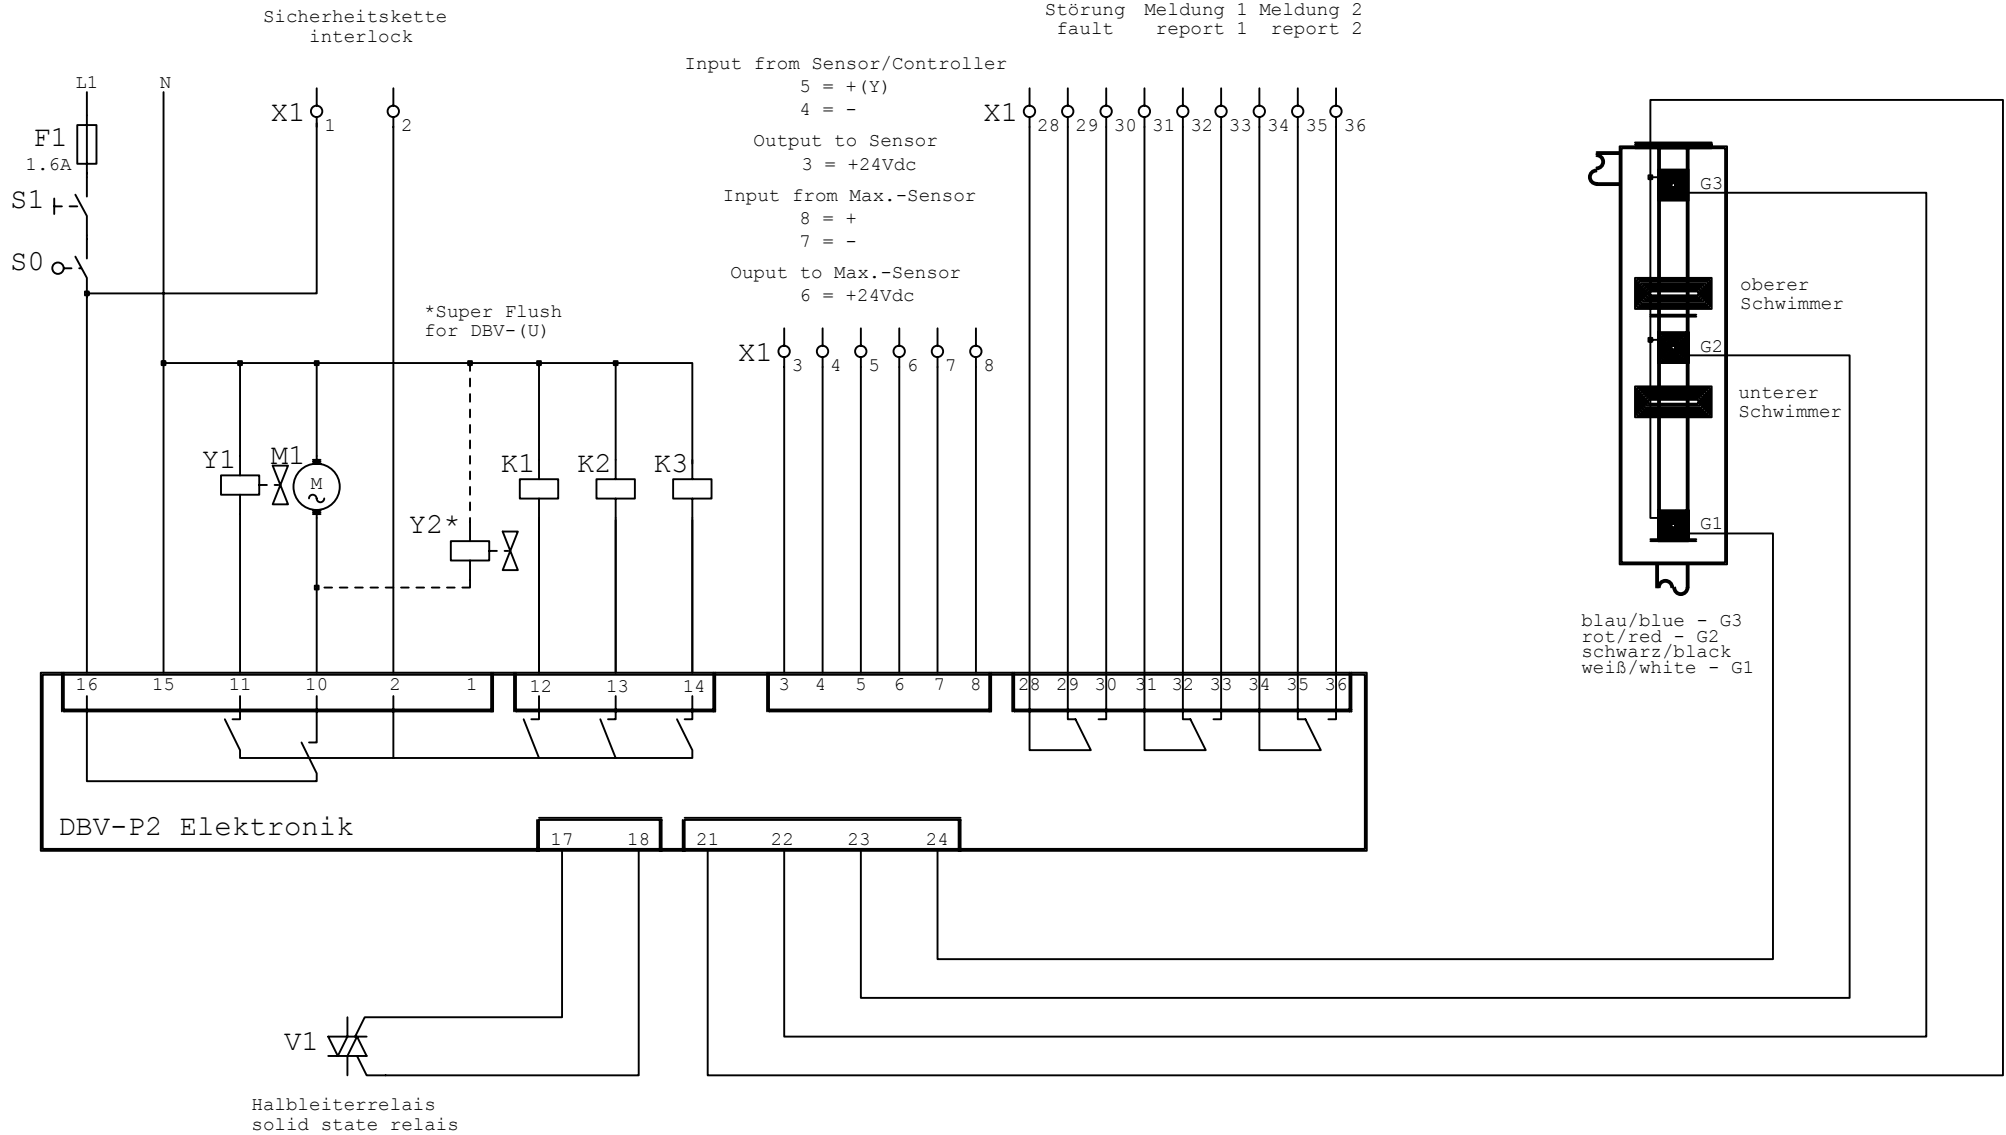 Sicherheitskette
interlock
Störung Meldung 1 Meldung 2
fault report 1 report 2
Input from Sensor/Controller
5 = +(Y)
4 = -
Output to Sensor
3 = +24Vdc
Input from Max.-Sensor
8 = +
7 = -
Ouput to Max.-Sensor
6 = +24Vdc
L1 N
X1 1 2
X1 28 29 30 31 32 33 34 35 36
F1
1.6A
S1
S0
*Super Flush
for DBV-(U)
X1 3 4 5 6 7 8
G3
oberer
Schwimmer
G2
unterer
Schwimmer
G1
Y1 M1 K1 K2 K3
M
Y2*
blau/blue - G3
rot/red - G2
schwarz/black
weiß/white - G1
16 15 11 10 2 1 12 13 14 3 4 5 6 7 8 28 29 30 31 32 33 34 35 36
DBV-P2 Elektronik
17 18 21 22 23 24
V1
Halbleiterrelais
solid state relais